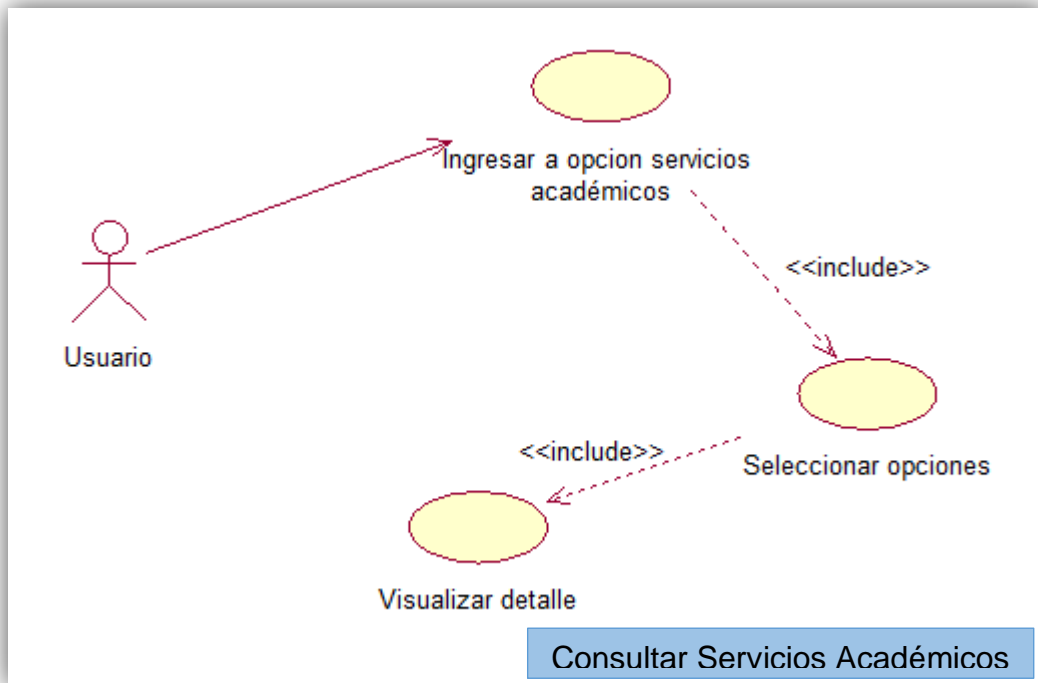 Ingresar a opcion servicios
académicos
<<include>>
Usuario
<<include>>
Seleccionar opciones
Visualizar detalle
Consultar Servicios Académicos